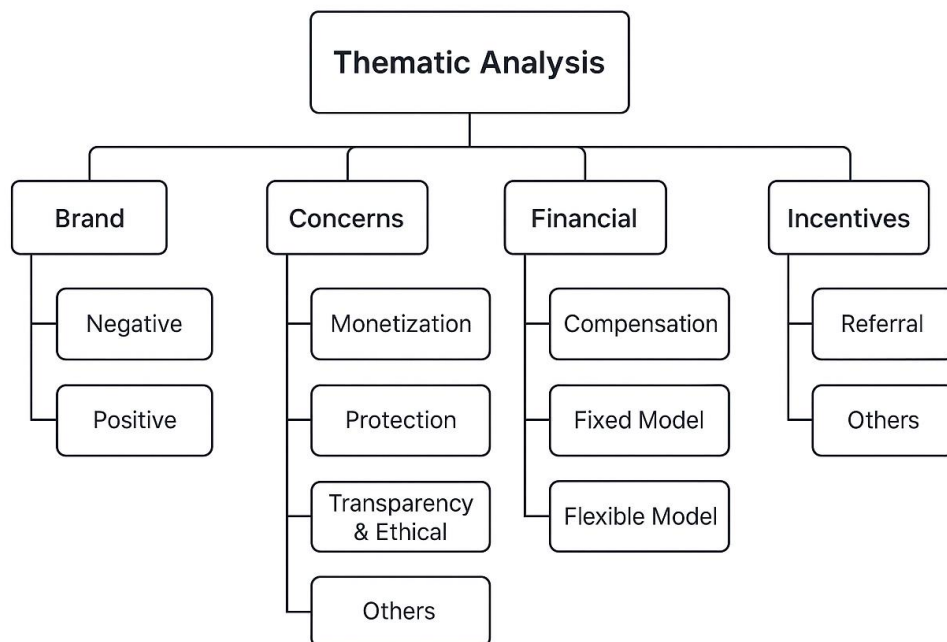 Thematic Analysis
Brand
Concerns
Financial
Incentives
Negative
Monetization
Compensation
Referral
Positive
Protection
Fixed Model
Others
Transparency
& Ethical
Flexible Model
Others